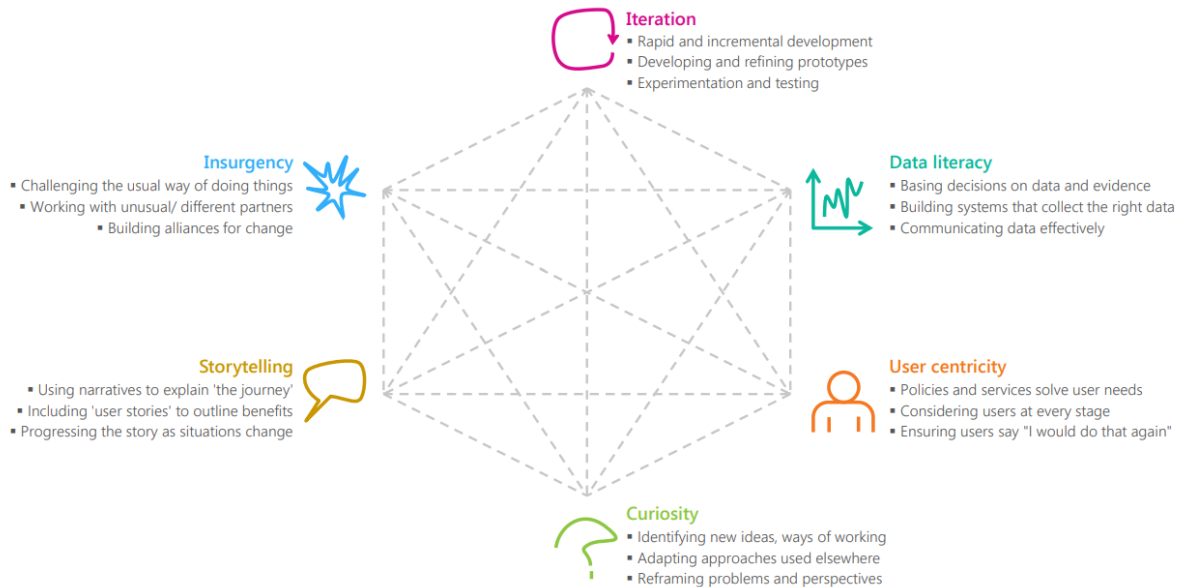 Iteration
▪ Rapid and incremental development
▪ Developing and refining prototypes
▪ Experimentation and testing
Insurgency
▪ Challenging the usual way of doing things
▪ Working with unusual/ different partners
▪ Building alliances for change
Data literacy
▪ Basing decisions on data and evidence
▪ Building systems that collect the right data
▪ Communicating data effectively
Storytelling
▪ Using narratives to explain 'the journey'
▪ Including 'user stories' to outline benefits
▪ Progressing the story as situations change
User centricity
▪ Policies and services solve user needs
▪ Considering users at every stage
▪ Ensuring users say "I would do that again"
Curiosity
▪ Identifying new ideas, ways of working
▪ Adapting approaches used elsewhere
▪ Reframing problems and perspectives